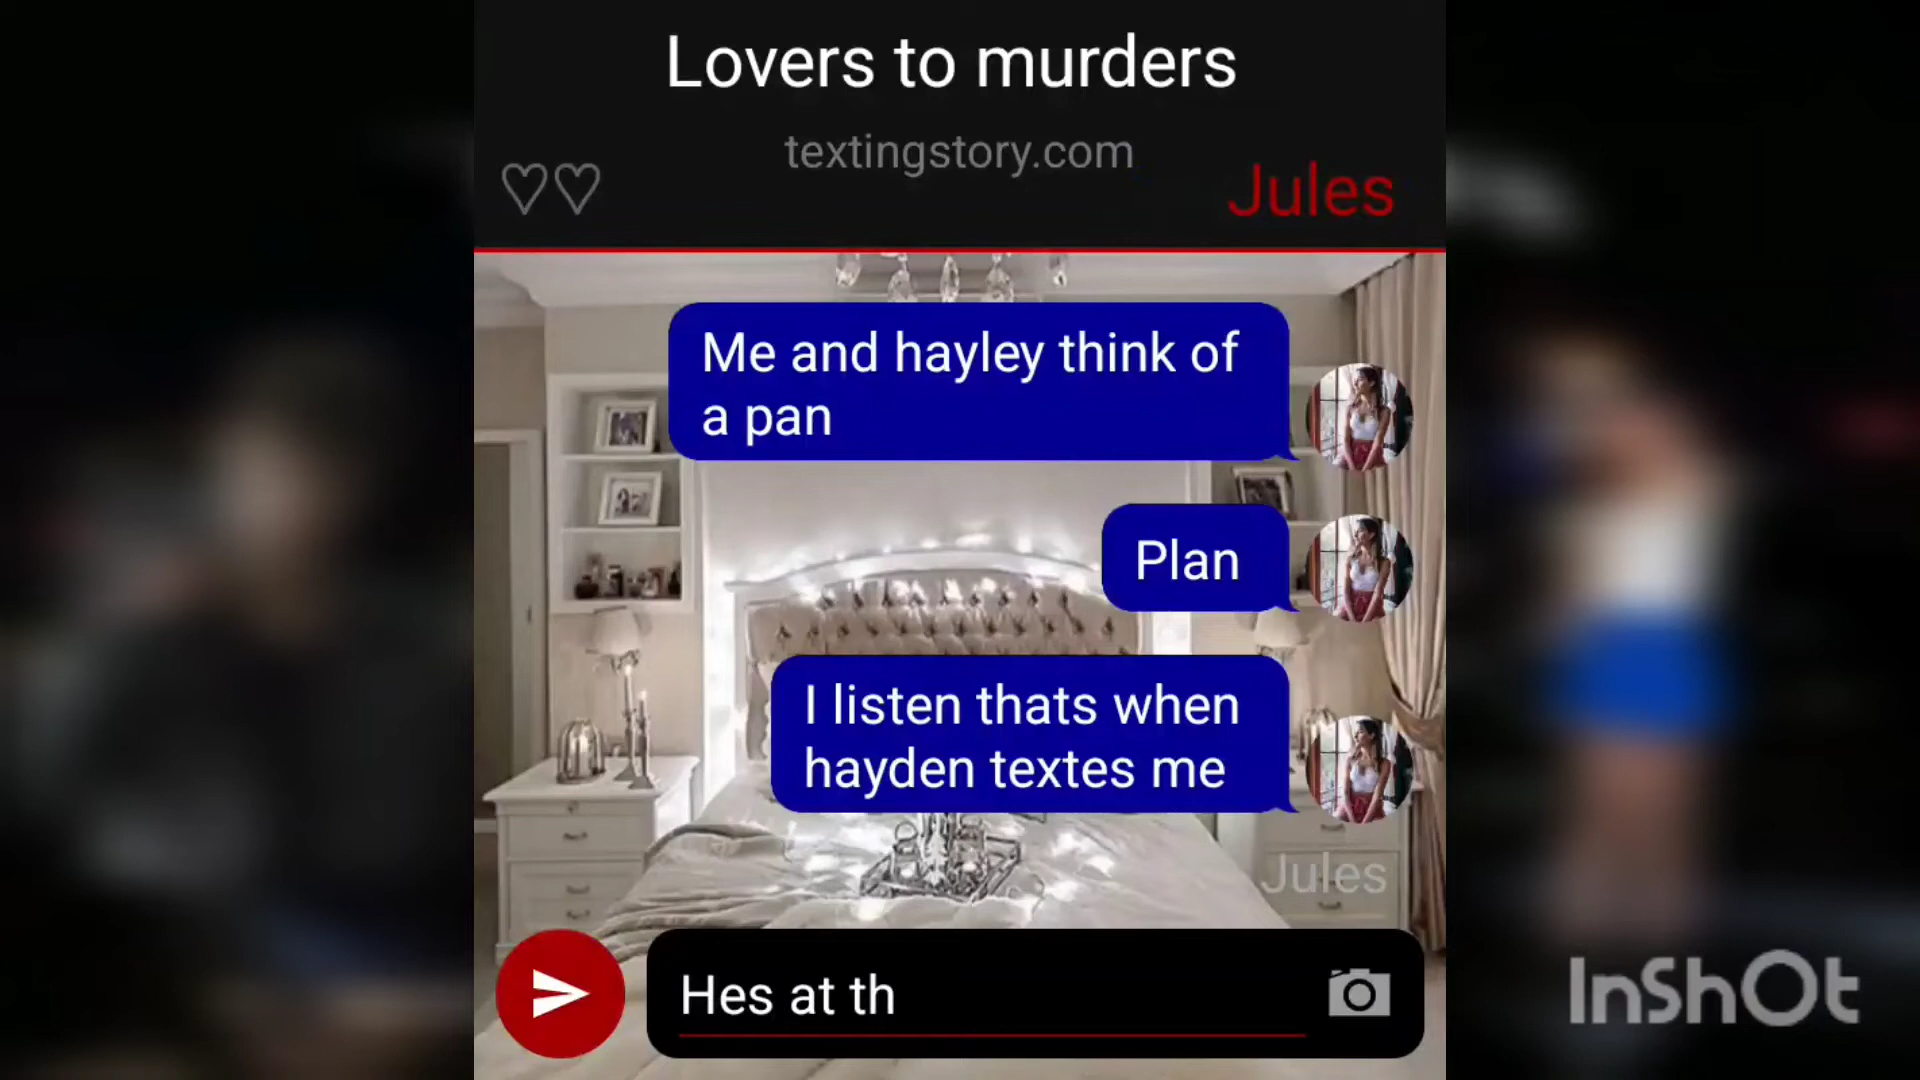 Lovers to murders
textingstory.com
♡♡
Jules
Me and hayley think of
a pan
Plan
I listen thats when
hayden textes me
Jules
Hes at th
InShOt